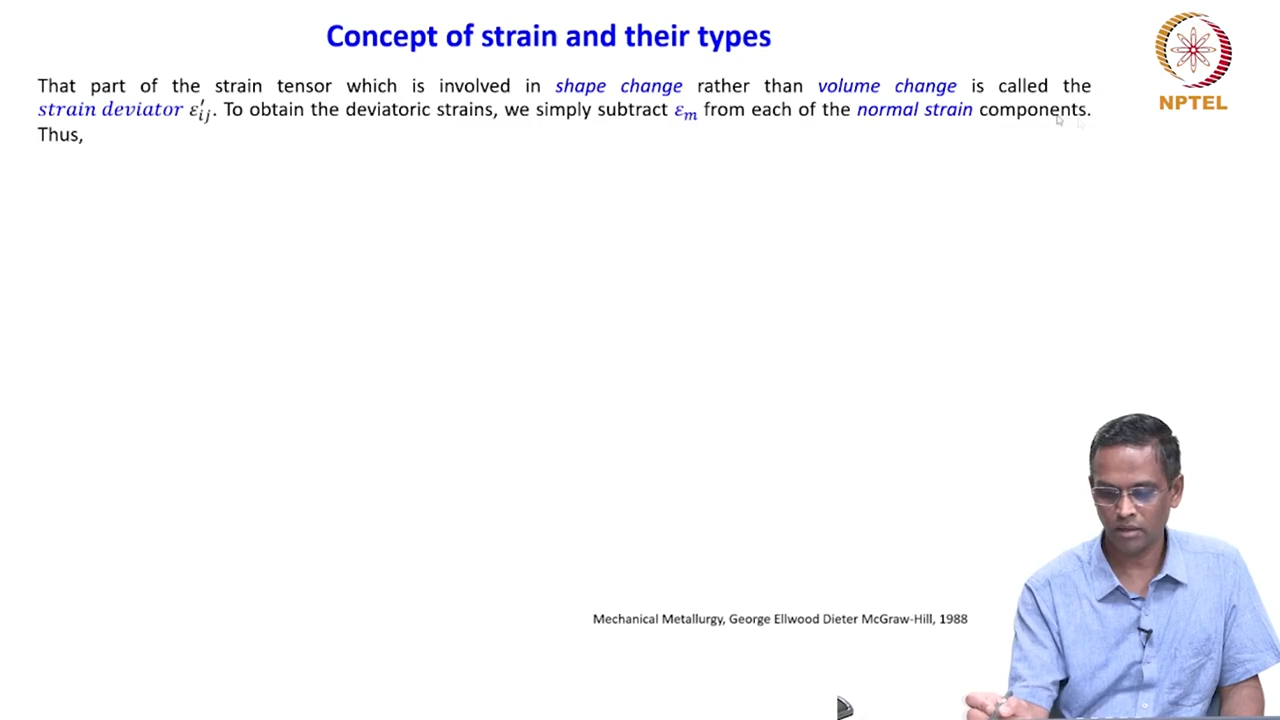 Concept of strain and their types
NPTEL
That part of the strain tensor which is involved in shape change rather than volume change is called the
strain deviator ε′ᵢⱼ. To obtain the deviatoric strains, we simply subtract εₘ from each of the normal strain components.
Thus,
Mechanical Metallurgy, George Ellwood Dieter McGraw-Hill, 1988